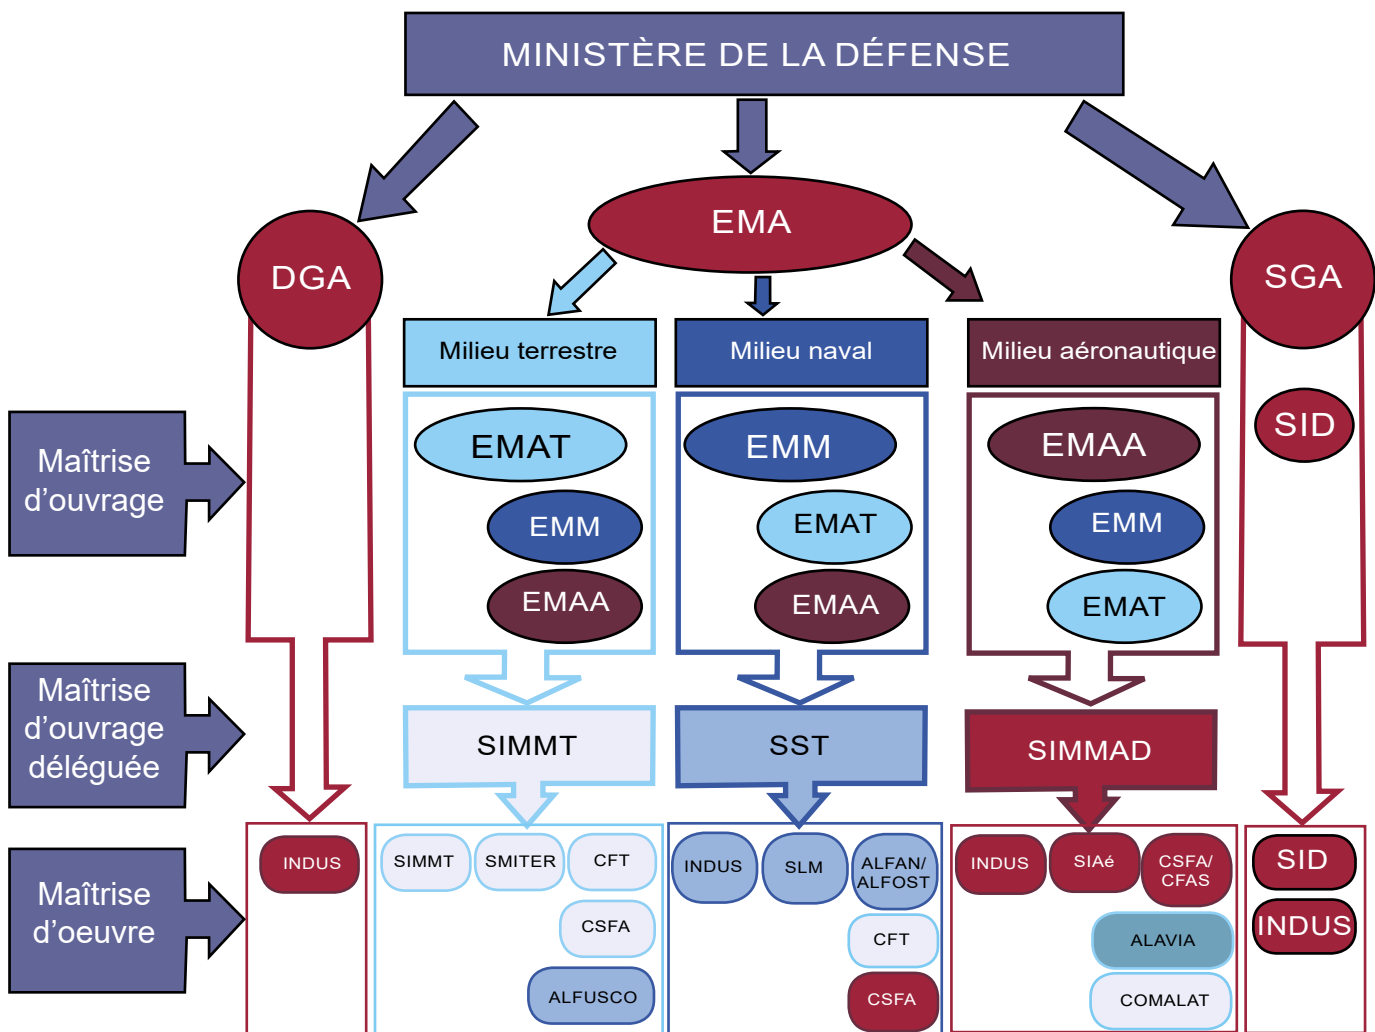 MINISTÈRE DE LA DÉFENSE
EMA
DGA
SGA
Milieu terrestre
Milieu naval
Milieu aéronautique
Maîtrise
d'ouvrage
EMAT
EMM
EMAA
EMM
EMAT
EMAA
EMAA
EMM
EMAT
SID
Maîtrise
d'ouvrage
déléguée
SIMMT
SST
SIMMAD
Maîtrise
d'oeuvre
INDUS
SIMMT
SMITER
CFT
CSFA
ALFUSCO
INDUS
SLM
ALFAN/
ALFOST
CFT
CSFA
INDUS
SIAé
CSFA/
CFAS
ALAVIA
COMALAT
SID
INDUS